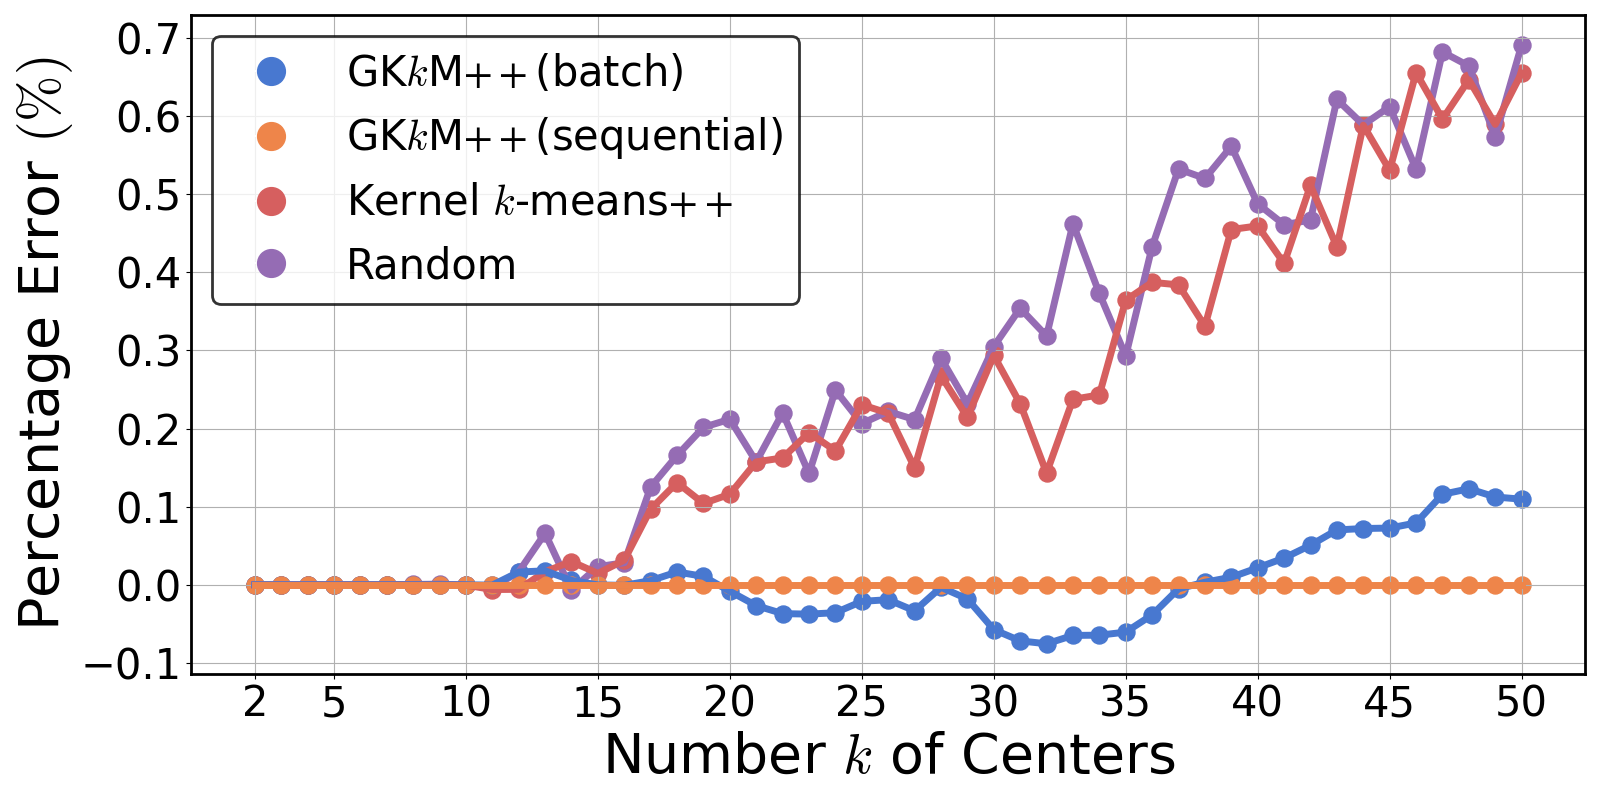 Percentage Error (%)
0.7
0.6
0.5
0.4
0.3
0.2
0.1
0.0
−0.1
GKkM++(batch)
GKkM++(sequential)
Kernel k-means++
Random
2 5 10 15 20 25 30 35 40 45 50
Number k of Centers